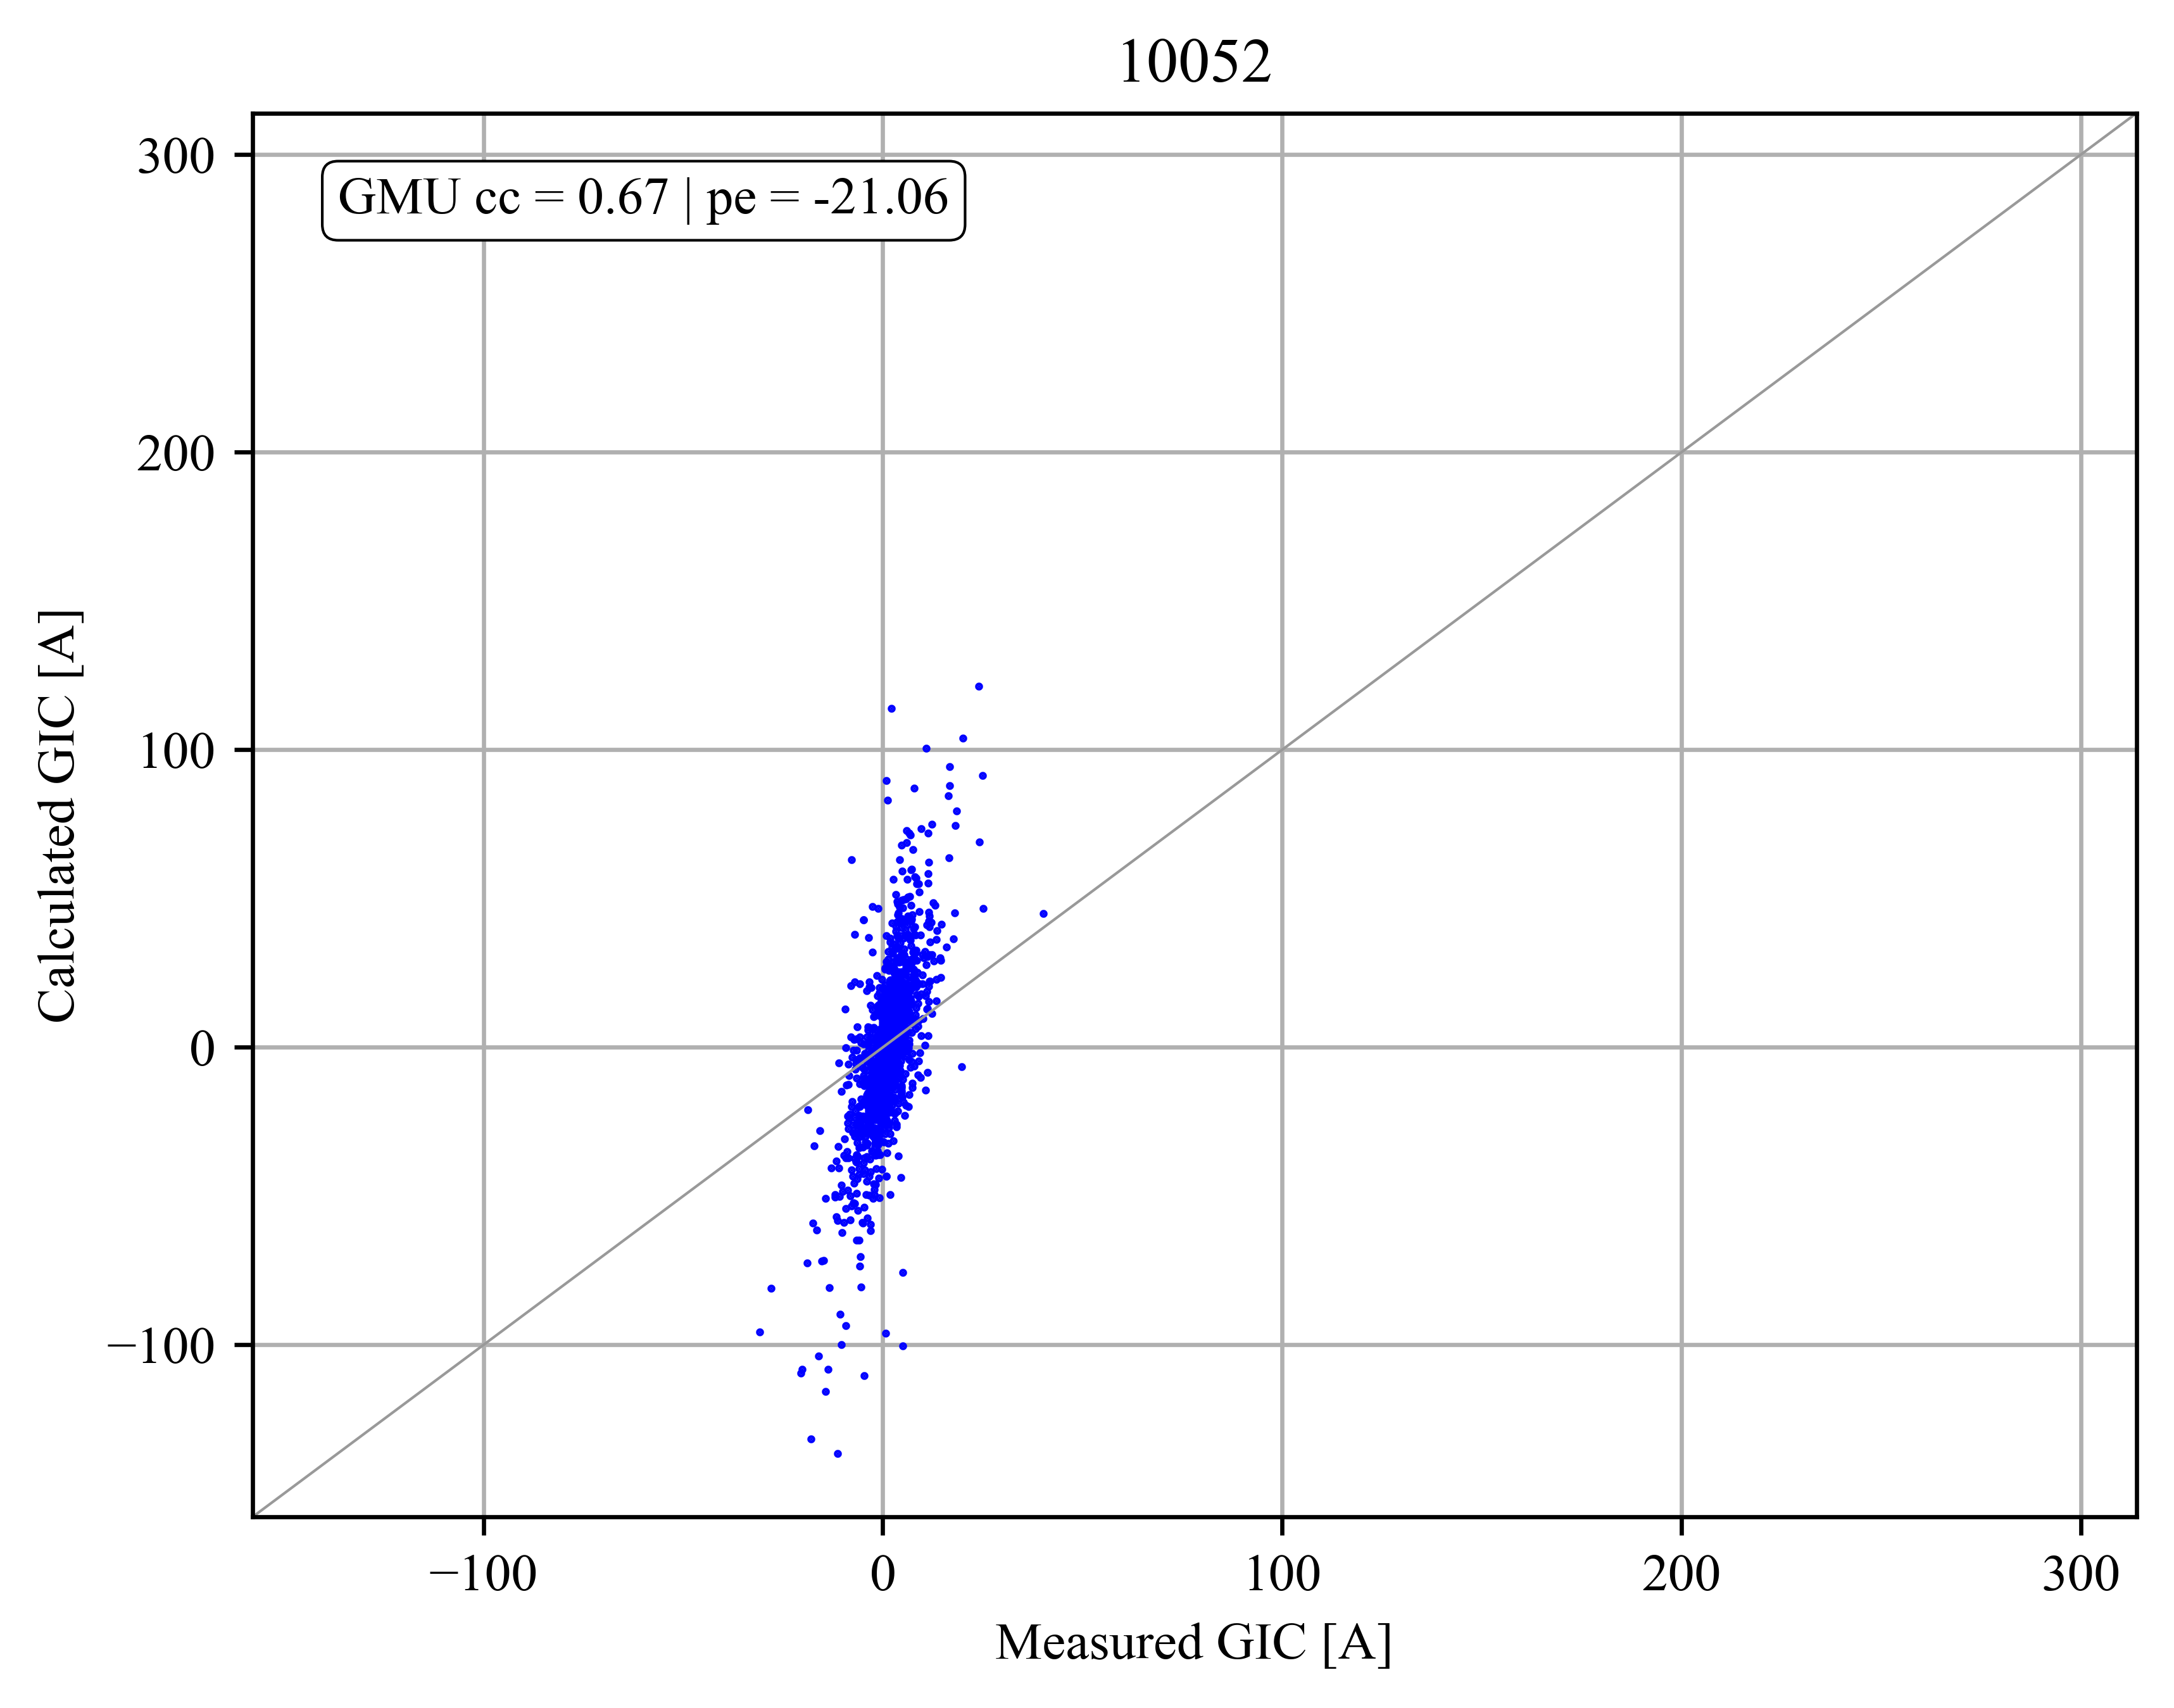 10052
GMU cc = 0.67 | pe = -21.06
300
200
100
0
−100
Calculated GIC [A]
−100 0 100 200 300
Measured GIC [A]